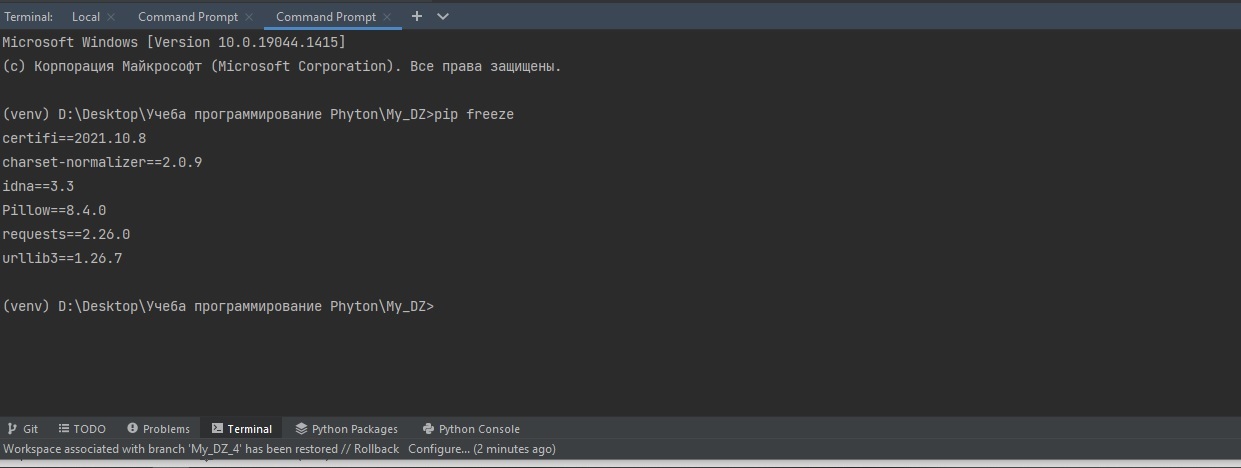 Terminal: Local Command Prompt Command Prompt
Microsoft Windows [Version 10.0.19044.1415]
(c) Корпорация Майкрософт (Microsoft Corporation). Все права защищены.
(venv) D:\Desktop\Учеба программирование Phyton\My_DZ>pip freeze
certifi==2021.10.8
charset-normalizer==2.0.9
idna==3.3
Pillow==8.4.0
requests==2.26.0
urllib3==1.26.7
(venv) D:\Desktop\Учеба программирование Phyton\My_DZ>
Git TODO Problems Terminal Python Packages Python Console
Workspace associated with branch 'My_DZ_4' has been restored // Rollback Configure... (2 minutes ago)